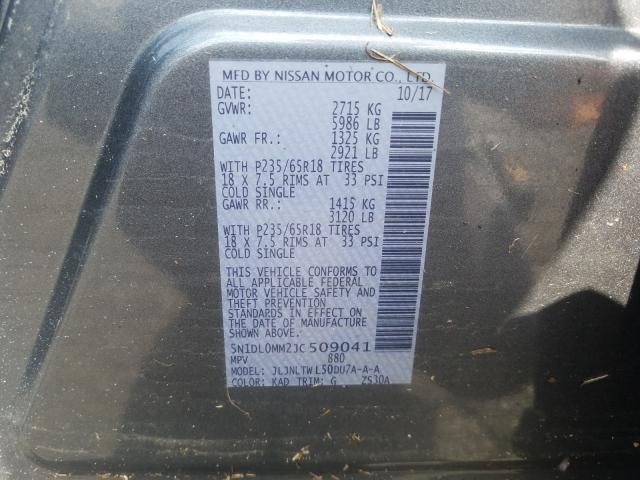 MFD BY NISSAN MOTOR CO., LTD.
DATE: 10/17
GVWR: 2715 KG
5986 LB
GAWR FR.: 1325 KG
2921 LB
WITH P235/65R18 TIRES
18 X 7.5 RIMS AT 33 PSI
COLD SINGLE
GAWR RR.: 1415 KG
3120 LB
WITH P235/65R18 TIRES
18 X 7.5 RIMS AT 33 PSI
COLD SINGLE
THIS VEHICLE CONFORMS TO
ALL APPLICABLE FEDERAL
MOTOR VEHICLE SAFETY AND
THEFT PREVENTION
STANDARDS IN EFFECT ON
THE DATE OF MANUFACTURE
SHOWN ABOVE.
5N1DL0MM2JC509041
MPV 880
MODEL: JL3NLTWL50DU7A-A-A
COLOR: KAD TRIM: G ZS30A